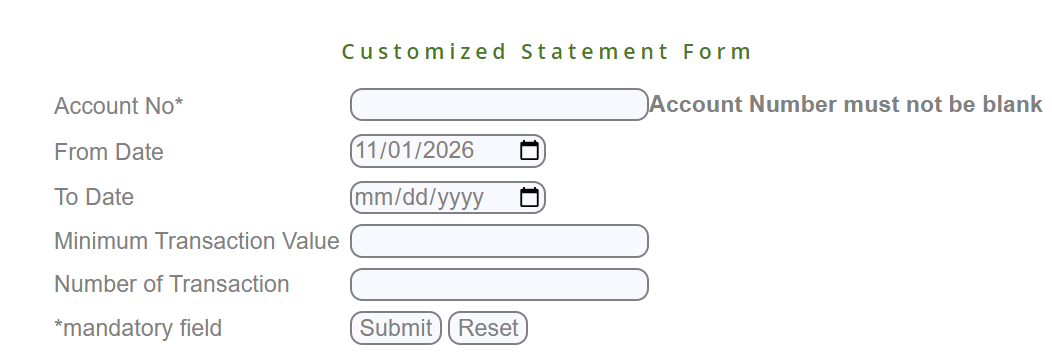 Customized Statement Form
Account No* Account Number must not be blank
From Date 11/01/2026
To Date mm/dd/yyyy
Minimum Transaction Value
Number of Transaction
*mandatory field Submit Reset